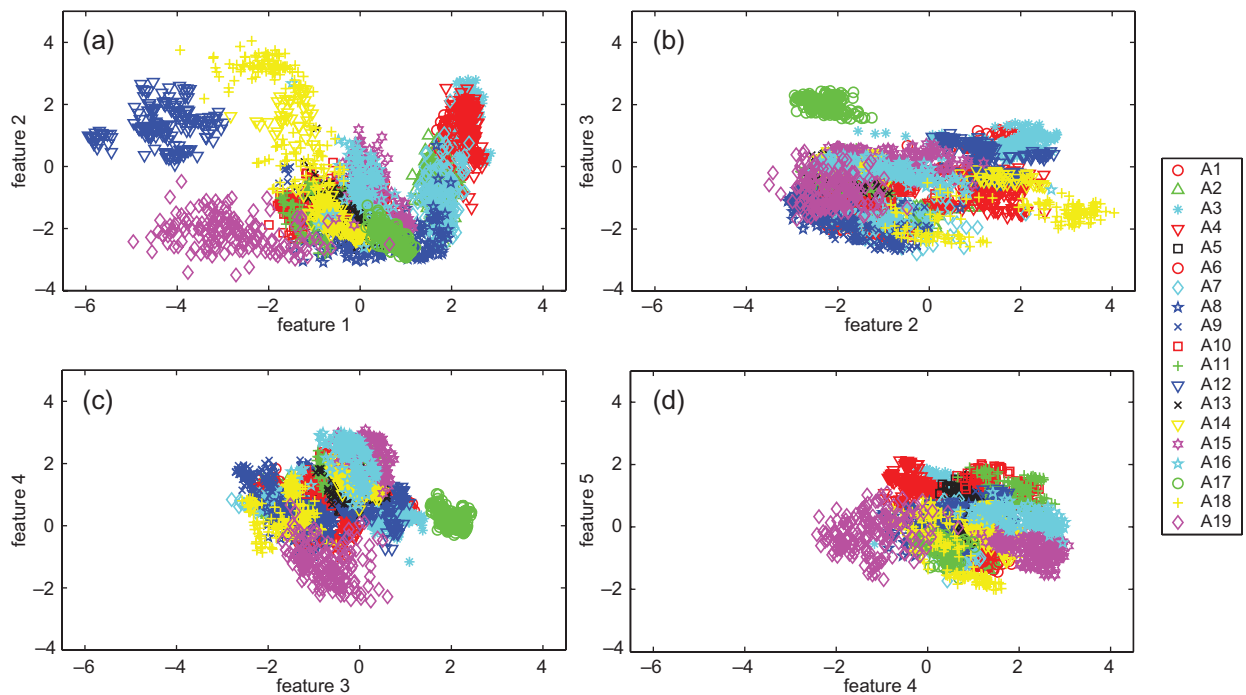 (a)
4
2
0
−2
−4
feature 2
−6
−4
−2
0
2
4
feature 1
(b)
4
2
0
−2
−4
feature 3
−6
−4
−2
0
2
4
feature 2
(c)
4
2
0
−2
−4
feature 4
−6
−4
−2
0
2
4
feature 3
(d)
4
2
0
−2
−4
feature 5
−6
−4
−2
0
2
4
feature 4
A1
A2
A3
A4
A5
A6
A7
A8
A9
A10
A11
A12
A13
A14
A15
A16
A17
A18
A19